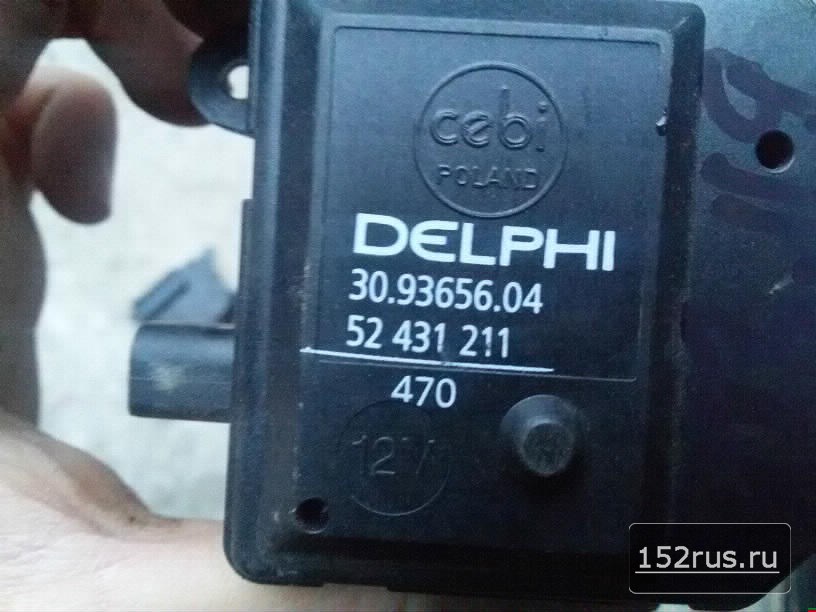 cebi
POLAND
DELPHI
30.93656.04
52 431 211
470
12V
152rus.ru